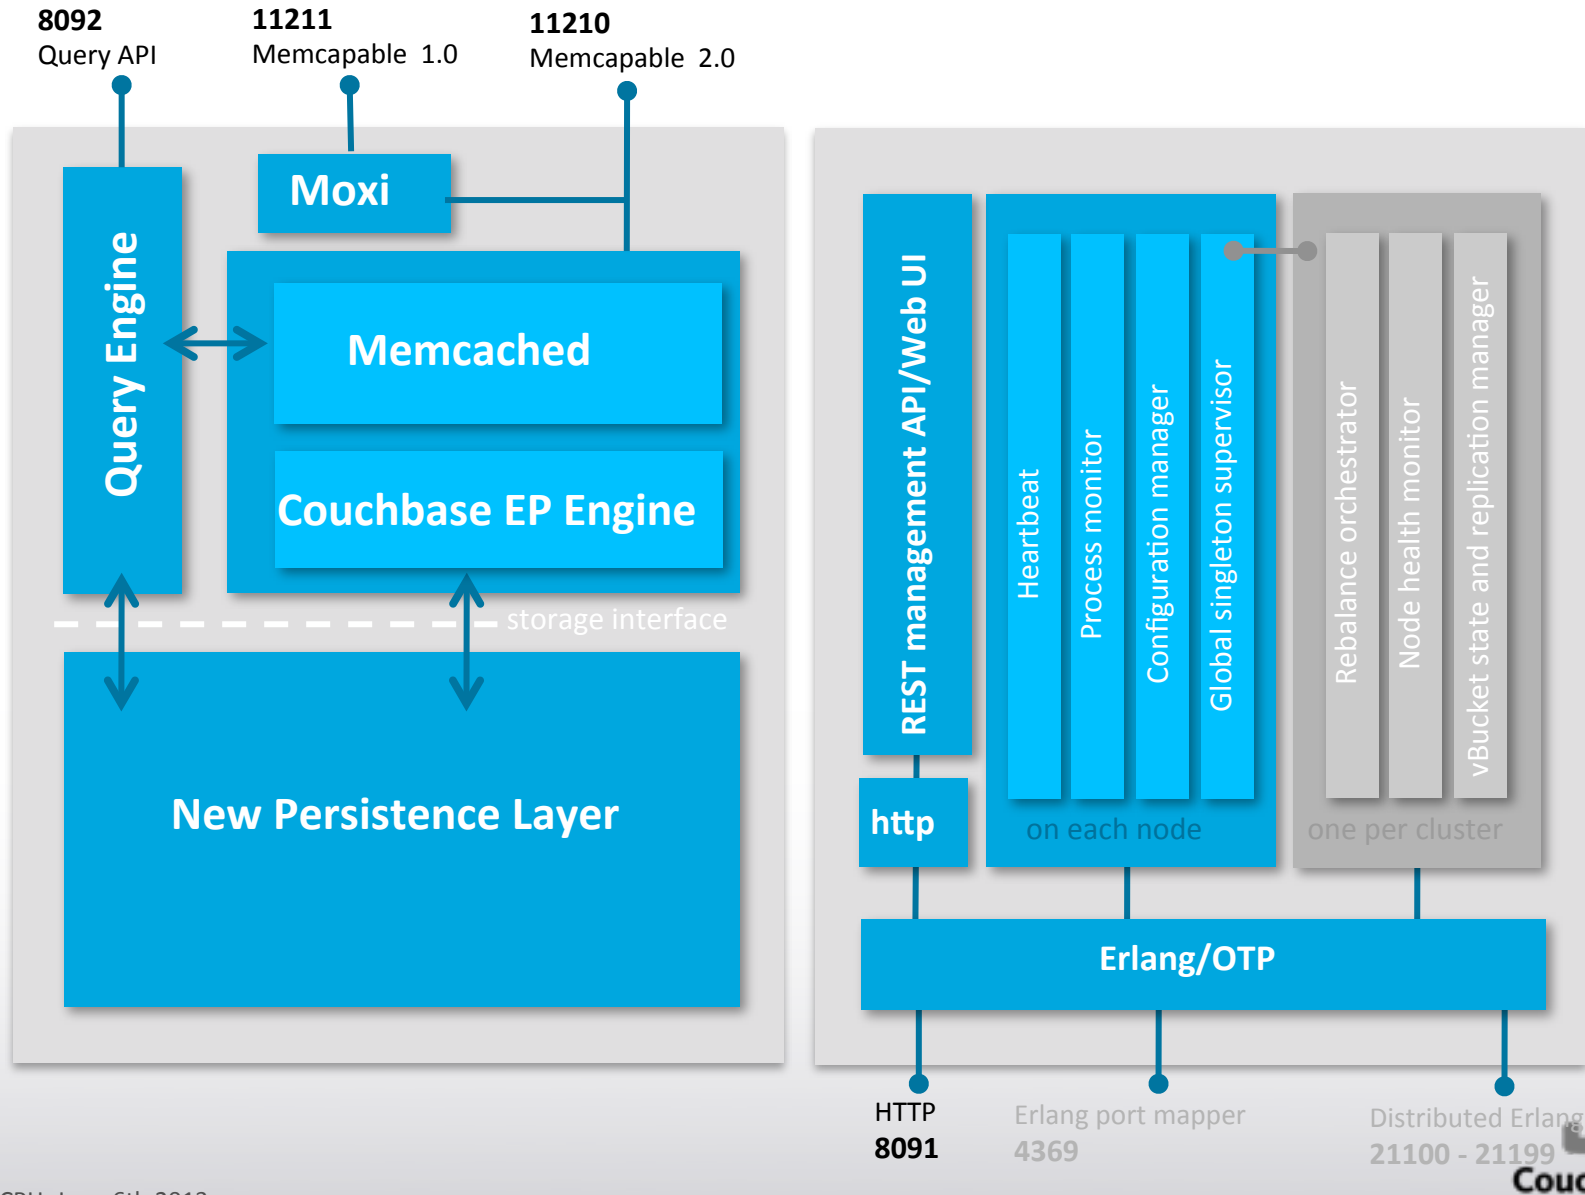 8092
Query API
11211
Memcapable 1.0
11210
Memcapable 2.0
Moxi
Query Engine
Memcached
Couchbase EP Engine
storage interface
New Persistence Layer
REST management API/Web UI
http
Heartbeat
Process monitor
Configuration manager
Global singleton supervisor
on each node
Rebalance orchestrator
Node health monitor
vBucket state and replication manager
one per cluster
Erlang/OTP
HTTP
8091
Erlang port mapper
4369
Distributed Erlang
21100 - 21199
Couc